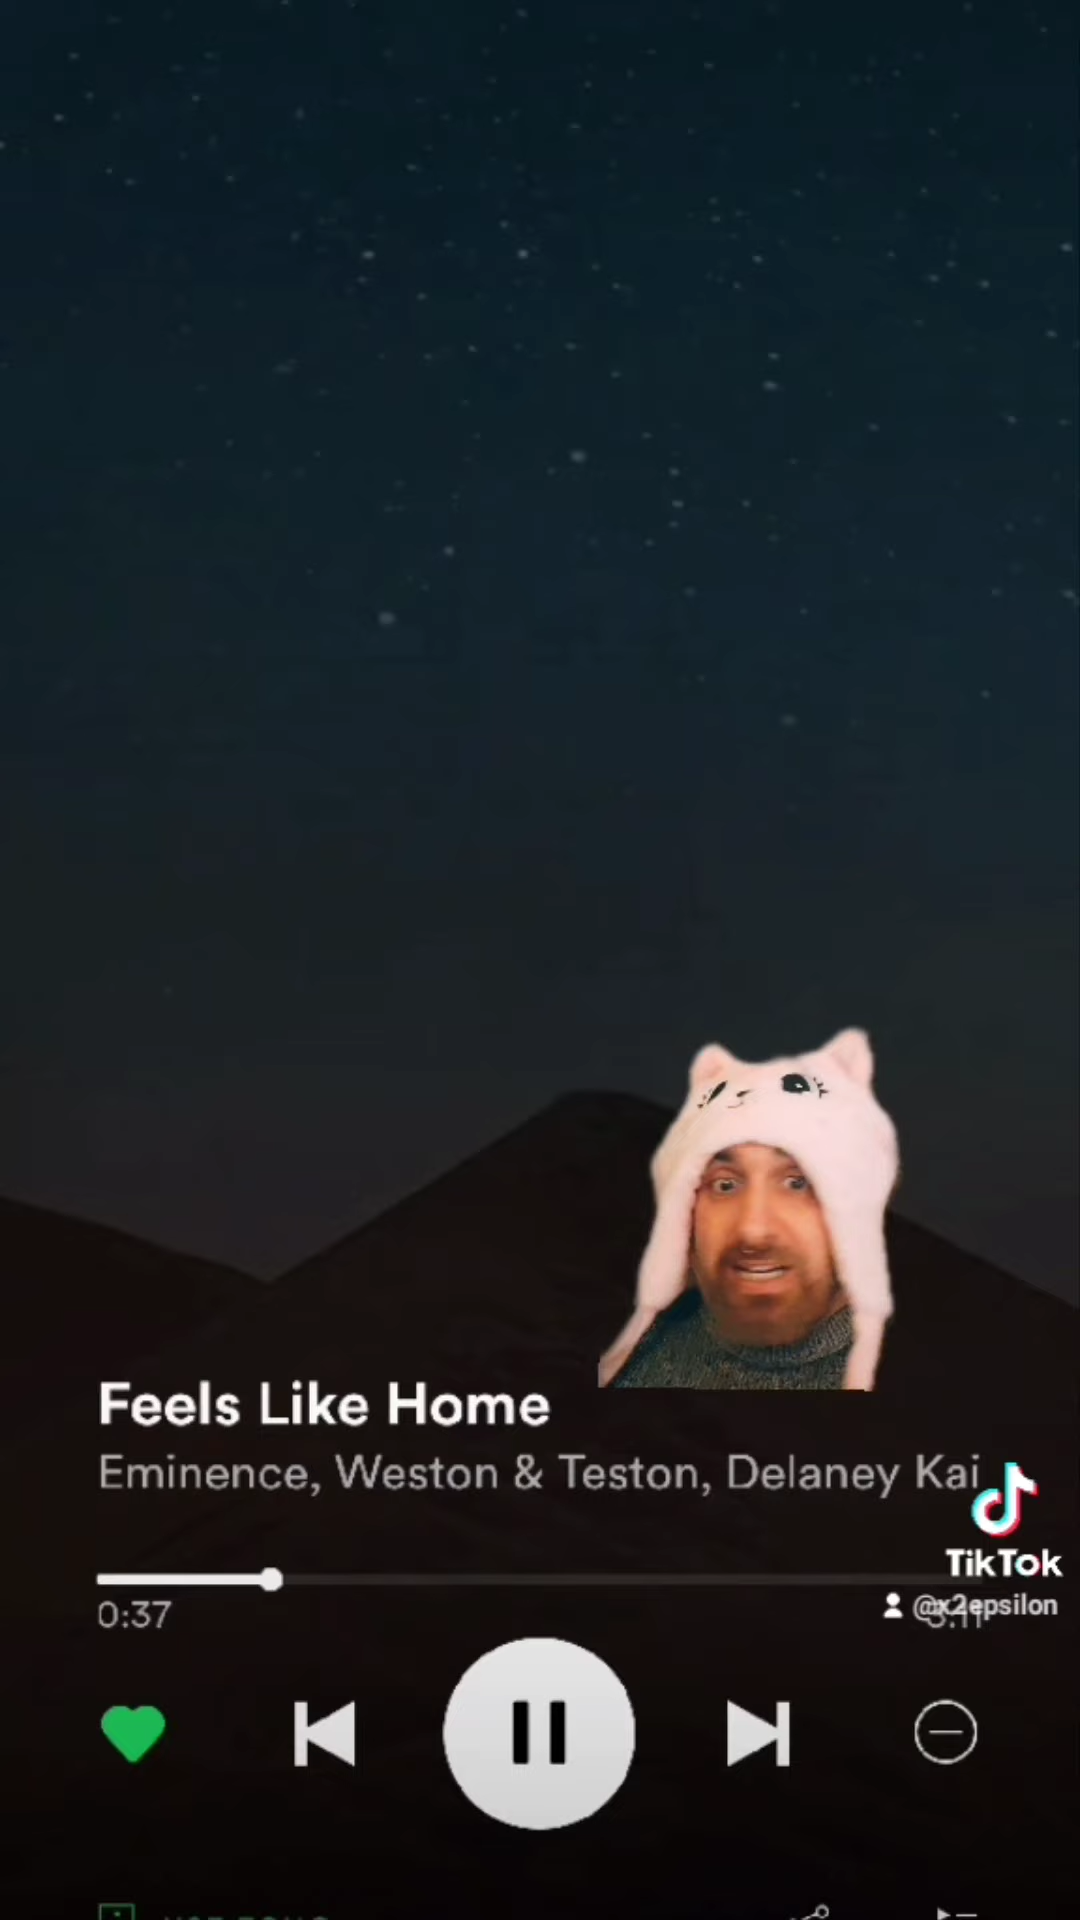 Feels Like Home
Eminence, Weston & Teston, Delaney Kai
TikTok
@x2epsilon
0:37